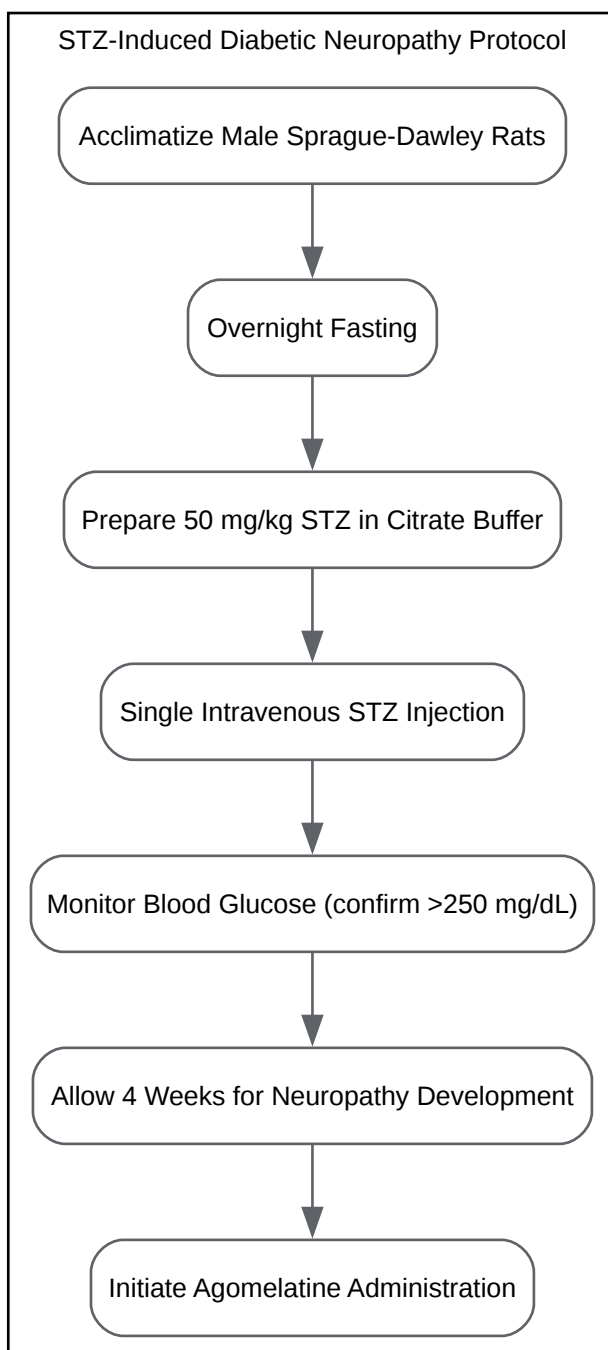 STZ-Induced Diabetic Neuropathy Protocol
Acclimatize Male Sprague-Dawley Rats
Overnight Fasting
Prepare 50 mg/kg STZ in Citrate Buffer
Single Intravenous STZ Injection
Monitor Blood Glucose (confirm >250 mg/dL)
Allow 4 Weeks for Neuropathy Development
Initiate Agomelatine Administration